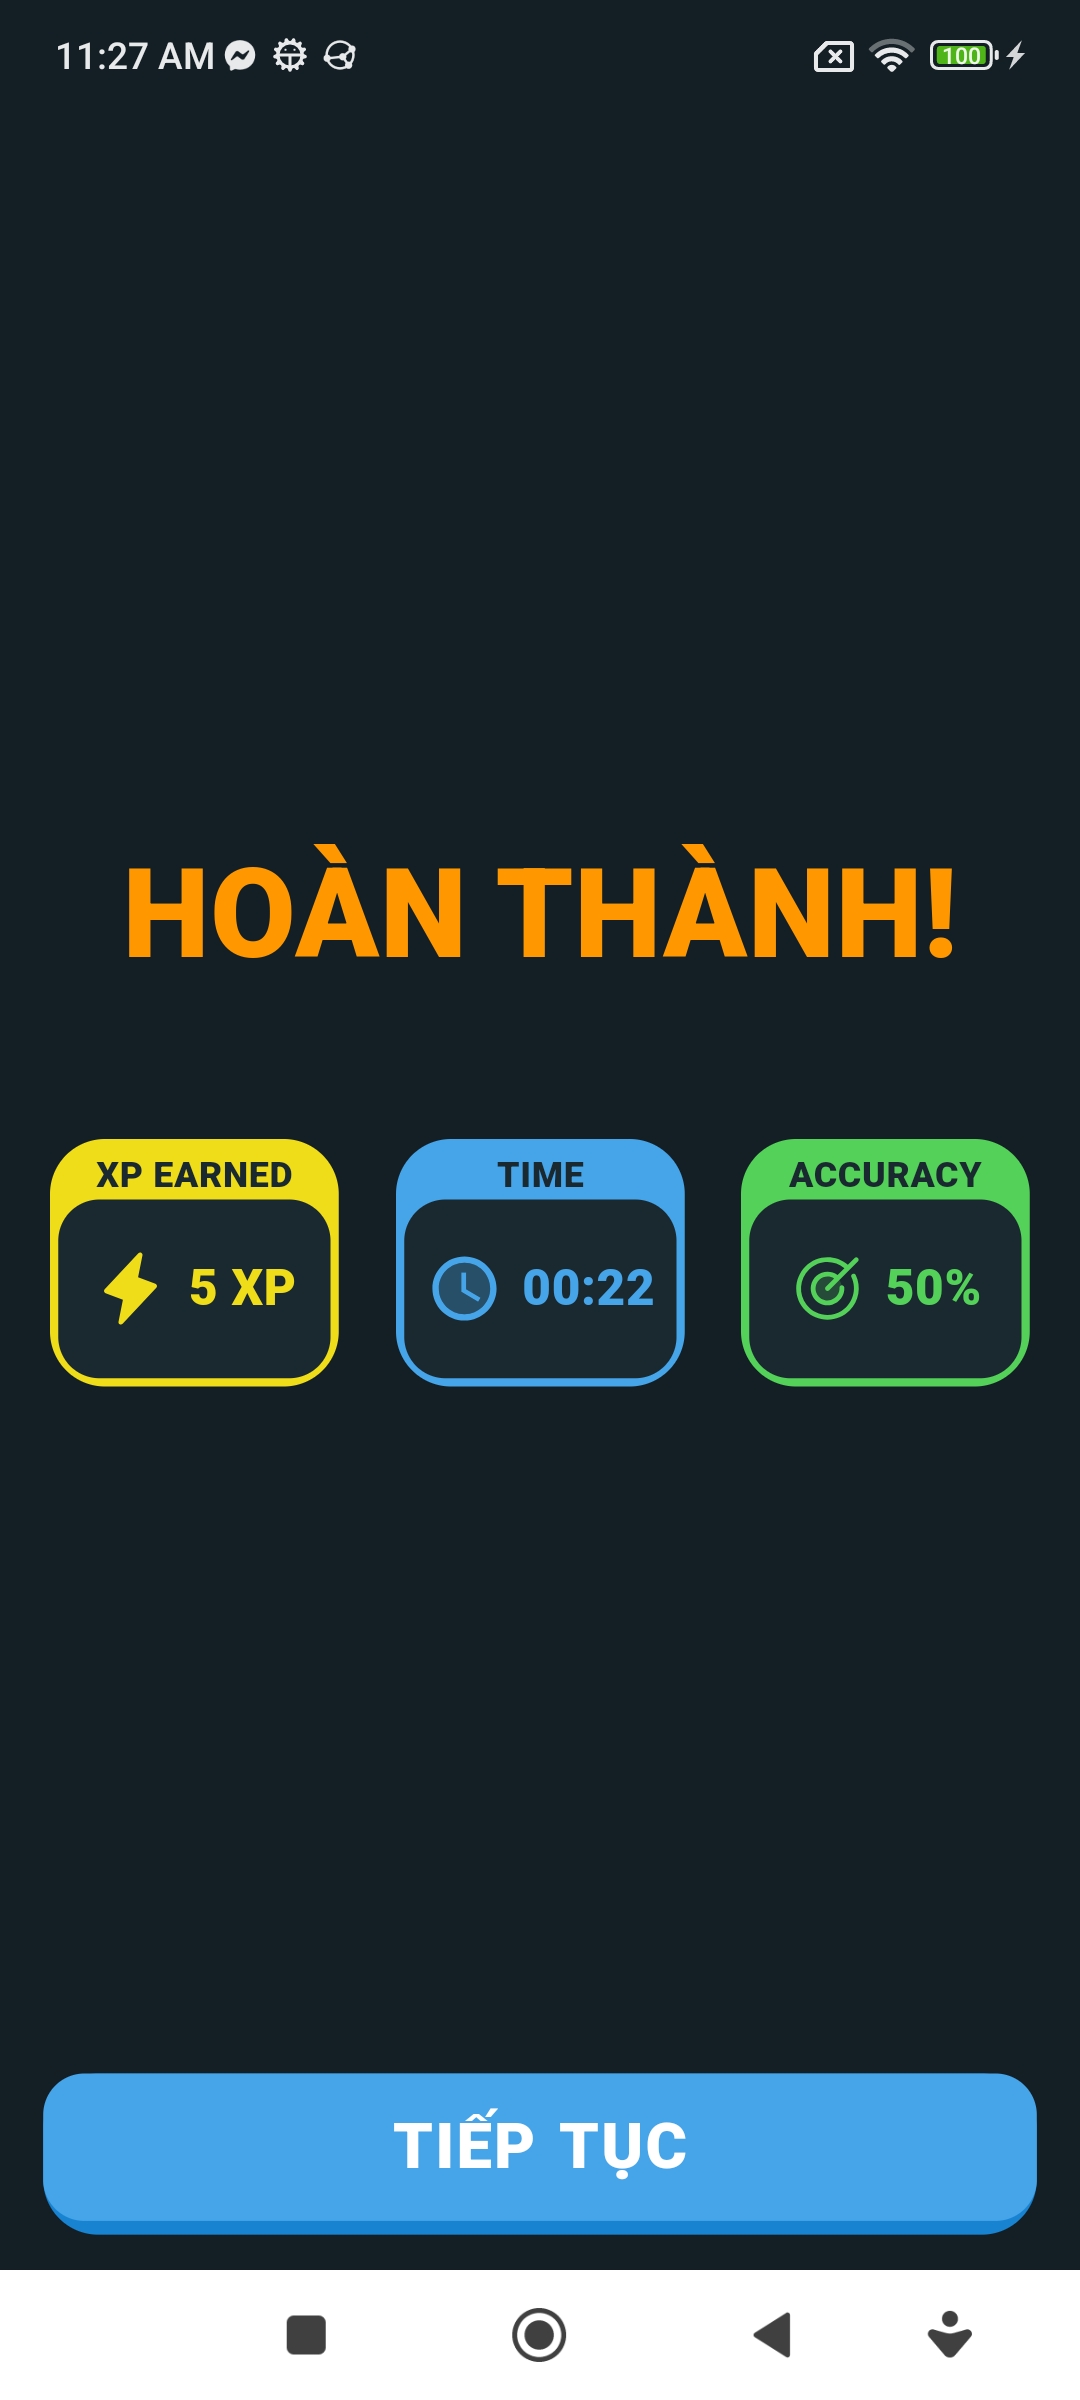 11:27 AM
100
HOÀN THÀNH!
XP EARNED
TIME
ACCURACY
5 XP
00:22
50%
TIẾP TỤC